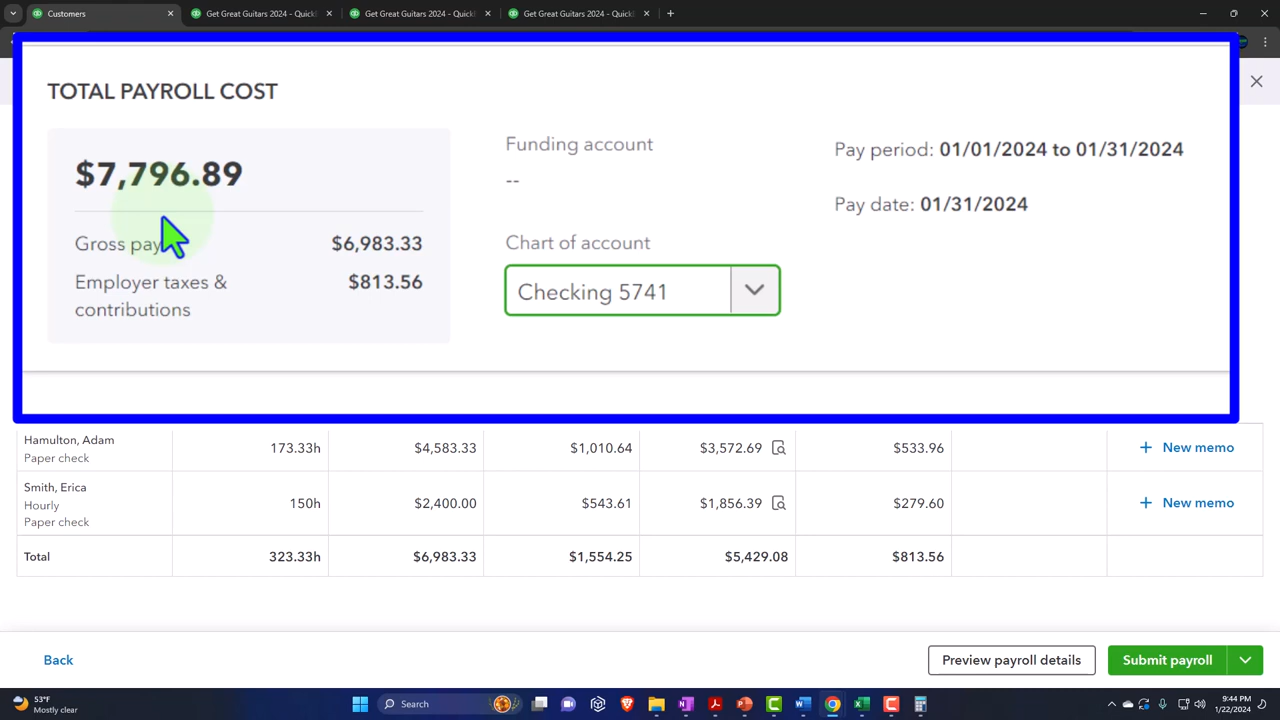 Customers
Get Great Guitars 2024 - Quick
Get Great Guitars 2024 - Quick
Get Great Guitars 2024 - Quick
TOTAL PAYROLL COST
$7,796.89
Gross pay $6,983.33
Employer taxes & $813.56
contributions
Funding account
--
Chart of account
Checking 5741
Pay period: 01/01/2024 to 01/31/2024
Pay date: 01/31/2024
Hamulton, Adam
Paper check
173.33h $4,583.33 $1,010.64 $3,572.69 $533.96 + New memo
Smith, Erica
Hourly
Paper check
150h $2,400.00 $543.61 $1,856.39 $279.60 + New memo
Total 323.33h $6,983.33 $1,554.25 $5,429.08 $813.56
Back Preview payroll details Submit payroll
53°F
Mostly clear
Search
9:44 PM
1/22/2024